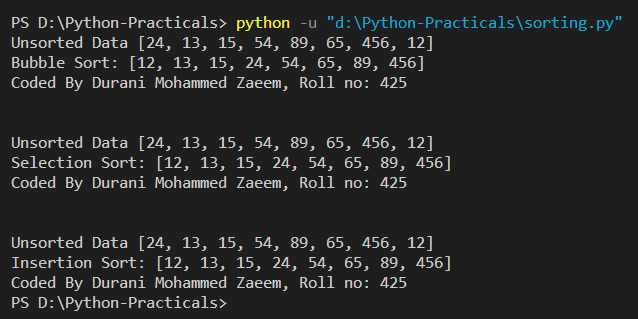 PS D:\Python-Practicals> python -u "d:\Python-Practicals\sorting.py"
Unsorted Data [24, 13, 15, 54, 89, 65, 456, 12]
Bubble Sort: [12, 13, 15, 24, 54, 65, 89, 456]
Coded By Durani Mohammed Zaeem, Roll no: 425
Unsorted Data [24, 13, 15, 54, 89, 65, 456, 12]
Selection Sort: [12, 13, 15, 24, 54, 65, 89, 456]
Coded By Durani Mohammed Zaeem, Roll no: 425
Unsorted Data [24, 13, 15, 54, 89, 65, 456, 12]
Insertion Sort: [12, 13, 15, 24, 54, 65, 89, 456]
Coded By Durani Mohammed Zaeem, Roll no: 425
PS D:\Python-Practicals>